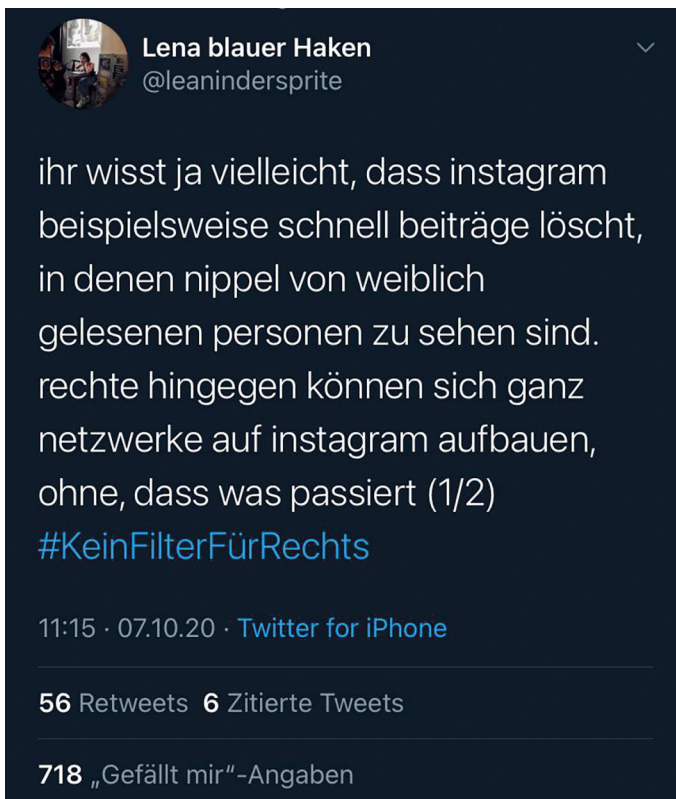 Lena blauer Haken
@leanindersprite
ihr wisst ja vielleicht, dass instagram
beispielsweise schnell beiträge löscht,
in denen nippel von weiblich
gelesenen personen zu sehen sind.
rechte hingegen können sich ganz
netzwerke auf instagram aufbauen,
ohne, dass was passiert (1/2)
#KeinFilterFürRechts
11:15 · 07.10.20 · Twitter for iPhone
56 Retweets 6 Zitierte Tweets
718 „Gefällt mir“-Angaben